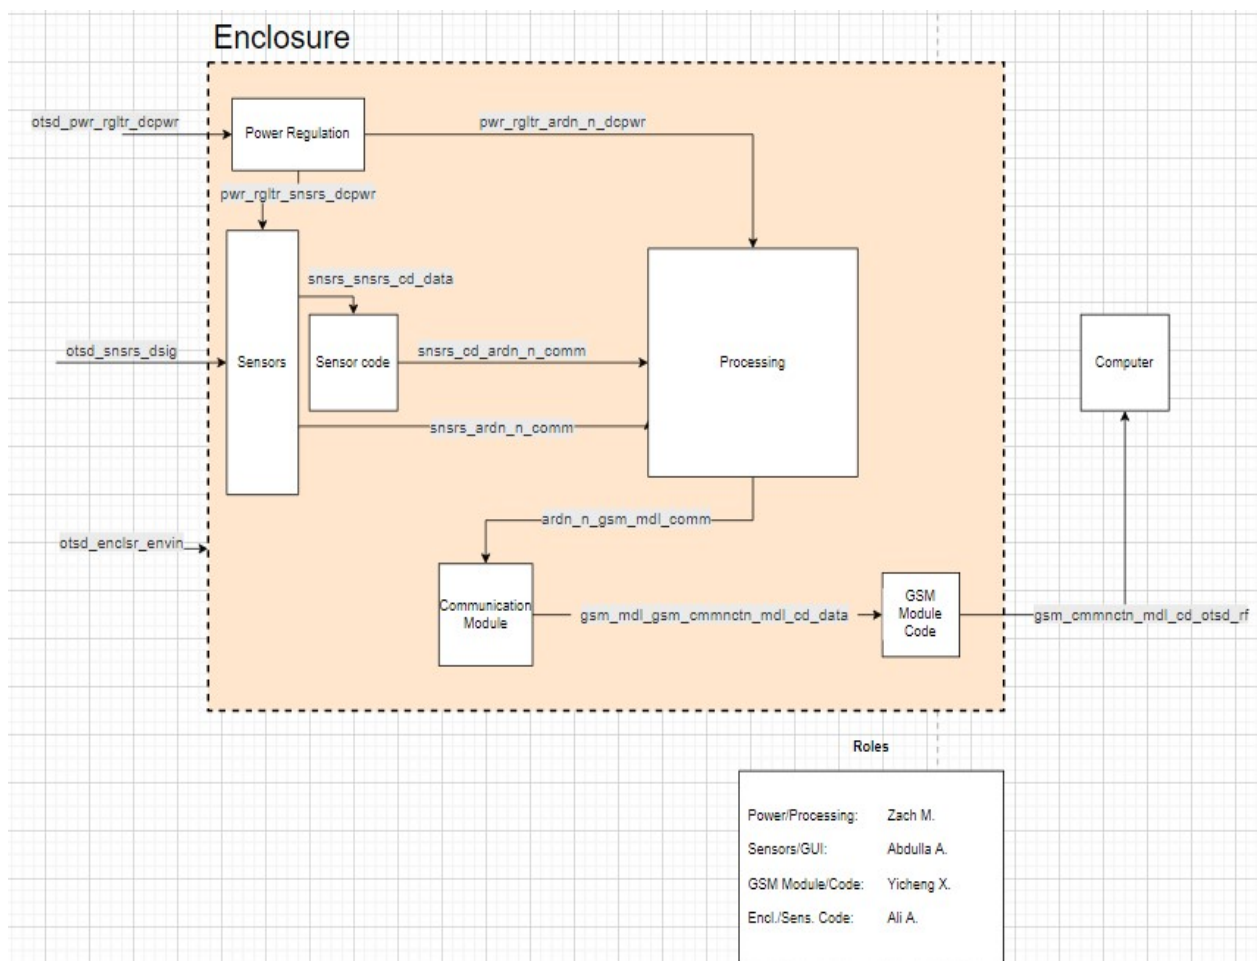 Enclosure
otsd_pwr_rgltr_dcpwr
Power Regulation
pwr_rgltr_ardn_n_dcpwr
pwr_rgltr_snsrs_dcpwr
snsrs_snsrs_cd_data
otsd_snsrs_dsig
Sensors
Sensor code
snsrs_cd_ardn_n_comm
Processing
Computer
snsrs_ardn_n_comm
ardn_n_gsm_mdl_comm
otsd_enclsr_envin
Communication
Module
gsm_mdl_gsm_cmmnctn_mdl_cd_data
GSM
Module
Code
gsm_cmmnctn_mdl_cd_otsd_rf
Roles
Power/Processing: Zach M.
Sensors/GUI: Abdulla A.
GSM Module/Code: Yicheng X.
Encl./Sens. Code: Ali A.